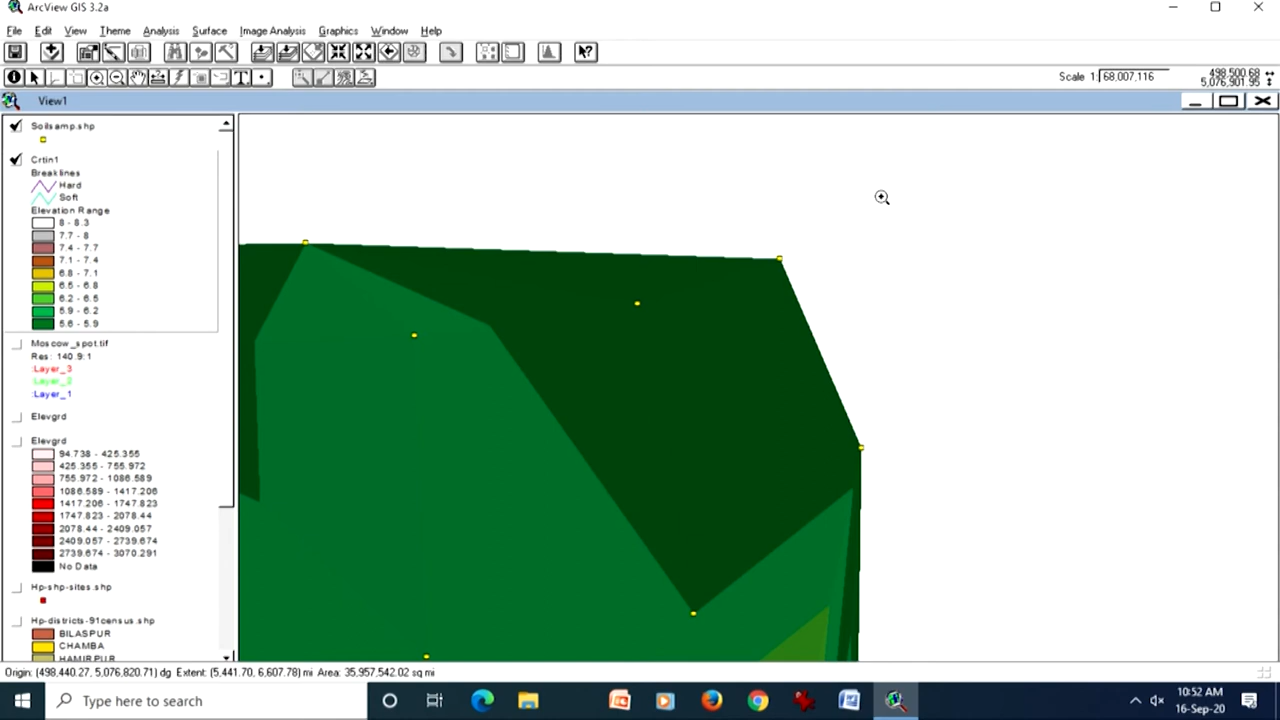 ArcView GIS 3.2a
File Edit View Theme Analysis Surface Image Analysis Graphics Window Help
Scale 1: 68,007,116
498,500.68
5,076,901.95
View1
Soilsamp.shp
Crtin1
Breaklines
Hard
Soft
Elevation Range
8 - 8.3
7.7 - 8
7.4 - 7.7
7.1 - 7.4
6.8 - 7.1
6.5 - 6.8
6.2 - 6.5
5.9 - 6.2
5.6 - 5.9
Moscow_spot.tif
Res: 140.9:1
:Layer_3
:Layer_2
:Layer_1
Elevgrd
Elevgrd
94.738 - 425.355
425.355 - 755.972
755.972 - 1086.589
1086.589 - 1417.206
1417.206 - 1747.823
1747.823 - 2078.44
2078.44 - 2409.057
2409.057 - 2739.674
2739.674 - 3070.291
No Data
Hp-shp-sites.shp
Hp-districts-91census.shp
BILASPUR
CHAMBA
HAMIRPUR
Origin: (498,440.27, 5,076,820.71) dg Extent: (5,441.70, 6,607.78) mi Area: 35,957,542.02 sq mi
Type here to search
10:52 AM
16-Sep-20